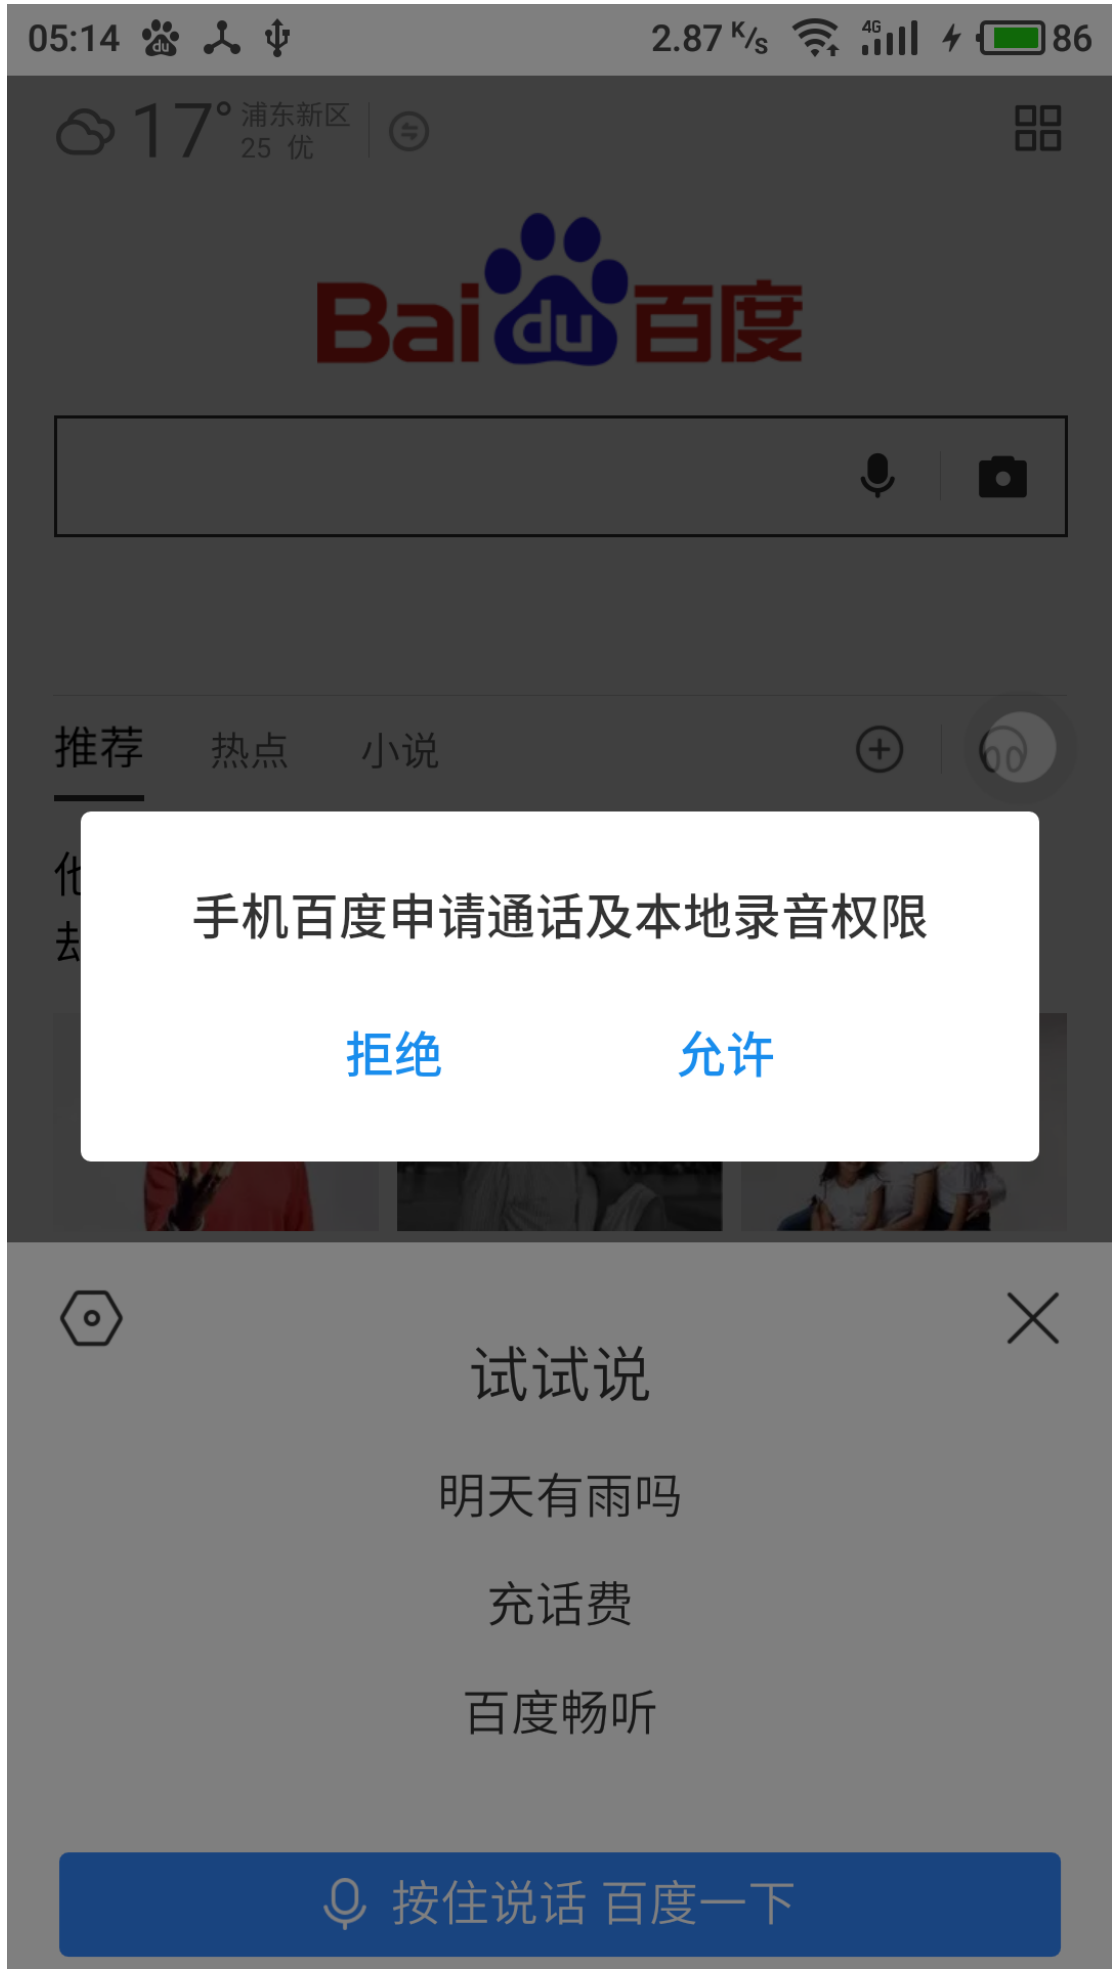 05:14
2.87 K/s 4G 86
17° 浦东新区
25 优
Bai du 百度
推荐 热点 小说
他
却
手机百度申请通话及本地录音权限
拒绝 允许
试试说
明天有雨吗
充话费
百度畅听
按住说话 百度一下